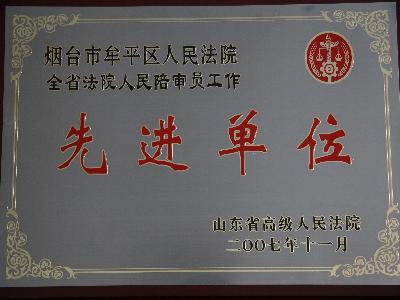 烟台市牟平区人民法院
全省法院人民陪审员工作
先进单位
山东省高级人民法院
二〇〇七年十一月